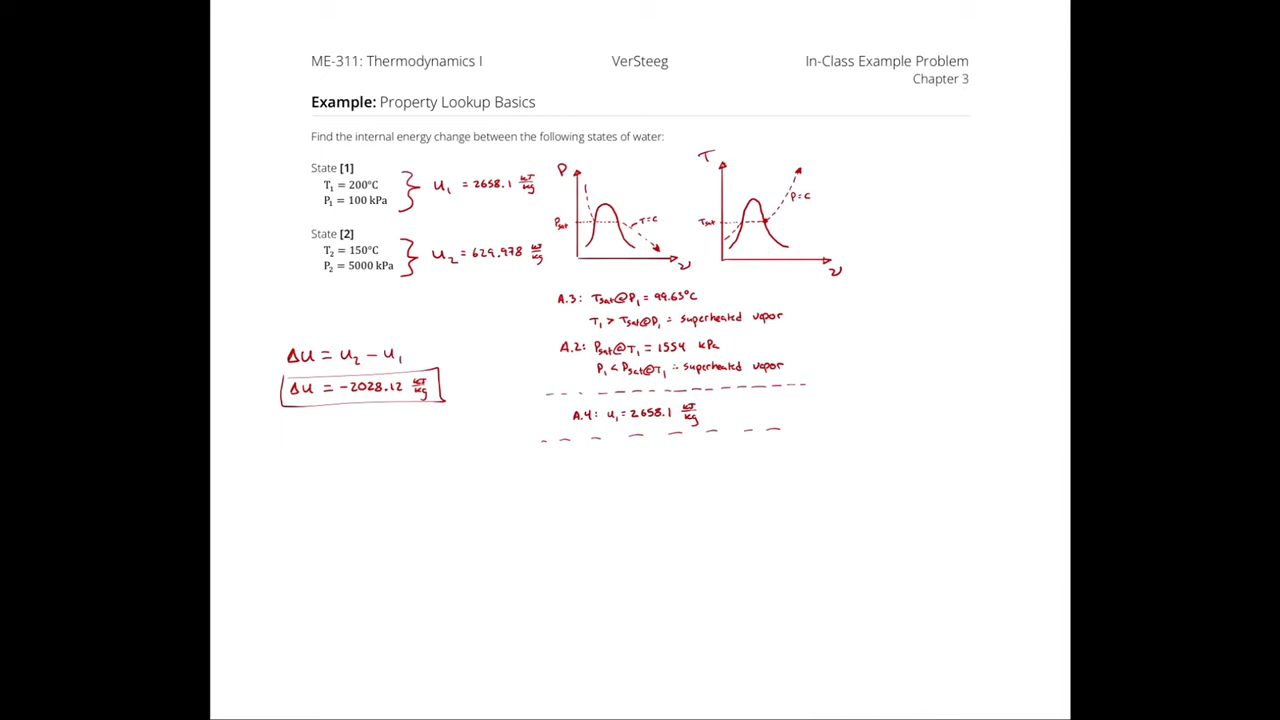 ME-311: Thermodynamics I VerSteeg In-Class Example Problem
Chapter 3
Example: Property Lookup Basics
Find the internal energy change between the following states of water:
State [1]
T₁ = 200°C
P₁ = 100 kPa
u₁ = 2658.1 kJ/kg
State [2]
T₂ = 150°C
P₂ = 5000 kPa
u₂ = 629.978 kJ/kg
Δu = u₂ − u₁
Δu = −2028.12 kJ/kg
P
Psat
T=C
v
T
Tsat
P=C
v
A.3: Tsat@P₁ = 99.63°C
T₁ > Tsat@P₁ ∴ superheated vapor
A.2: Psat@T₁ = 1554 kPa
P₁ < Psat@T₁ ∴ superheated vapor
A.4: u₁ = 2658.1 kJ/kg